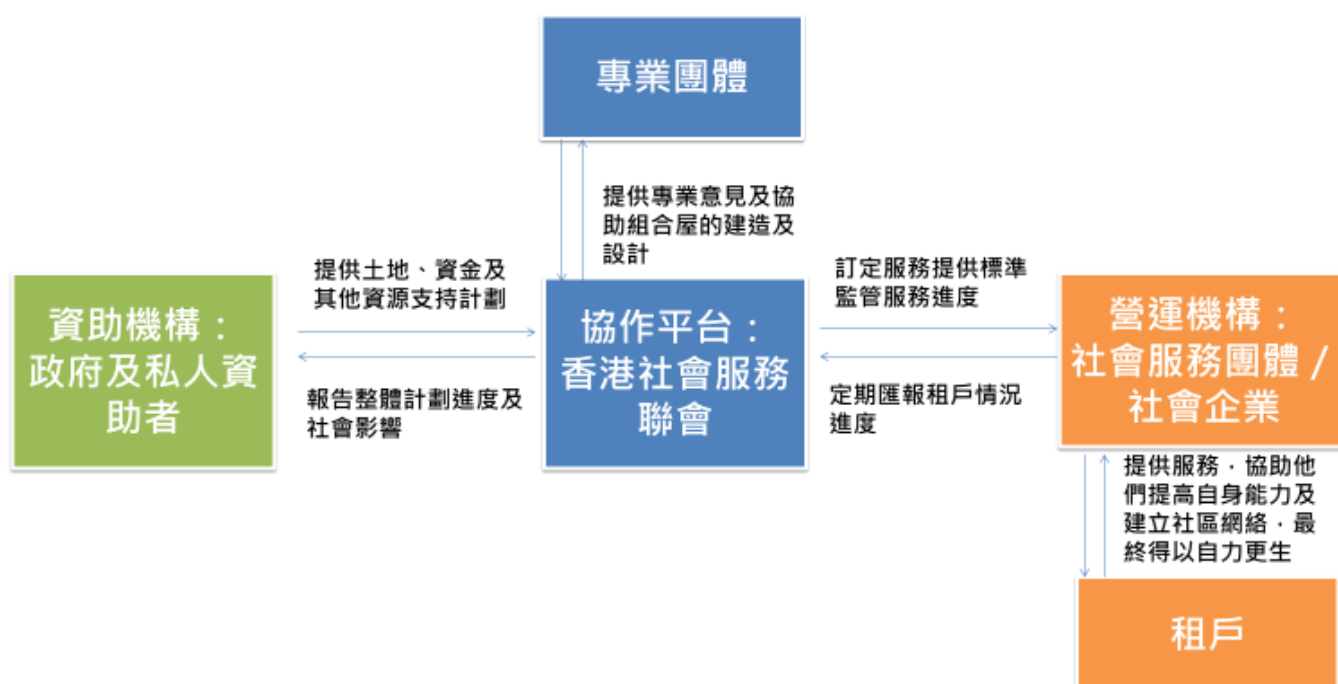 專業團體
提供專業意見及協
助組合屋的建造及
設計
提供土地、資金及
其他資源支持計劃
訂定服務提供標準
監管服務進度
資助機構：
政府及私人資
助者
協作平台：
香港社會服務
聯會
營運機構：
社會服務團體 /
社會企業
報告整體計劃進度及
社會影響
定期匯報租戶情況
進度
提供服務，協助他
們提高自身能力及
建立社區網絡，最
終得以自力更生
租戶